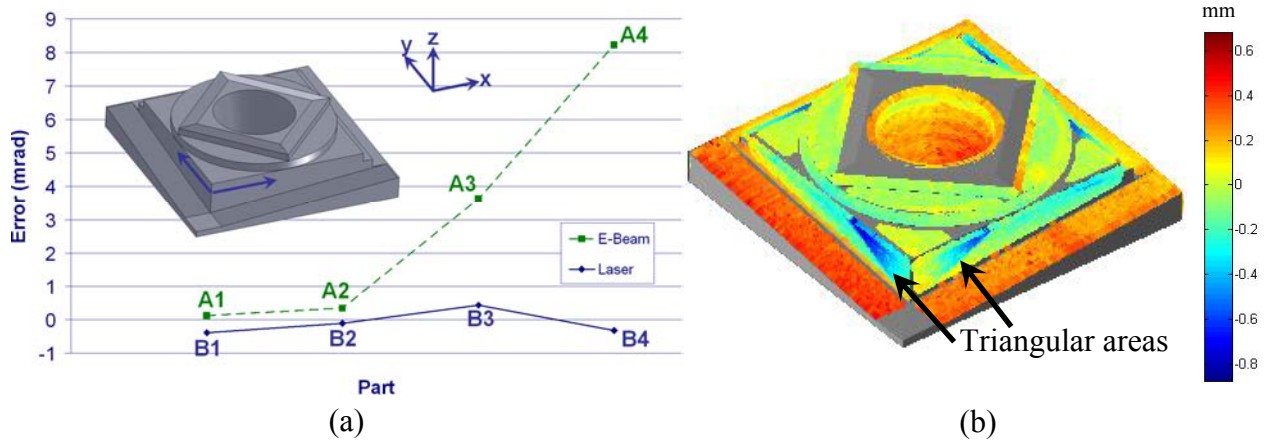 9
8
7
6
5
4
3
2
1
0
-1
Error (mrad)
Part
A1
A2
A3
A4
B1
B2
B3
B4
y
z
x
E-Beam
Laser
(a)
mm
0.6
0.4
0.2
0
-0.2
-0.4
-0.6
-0.8
Triangular areas
(b)